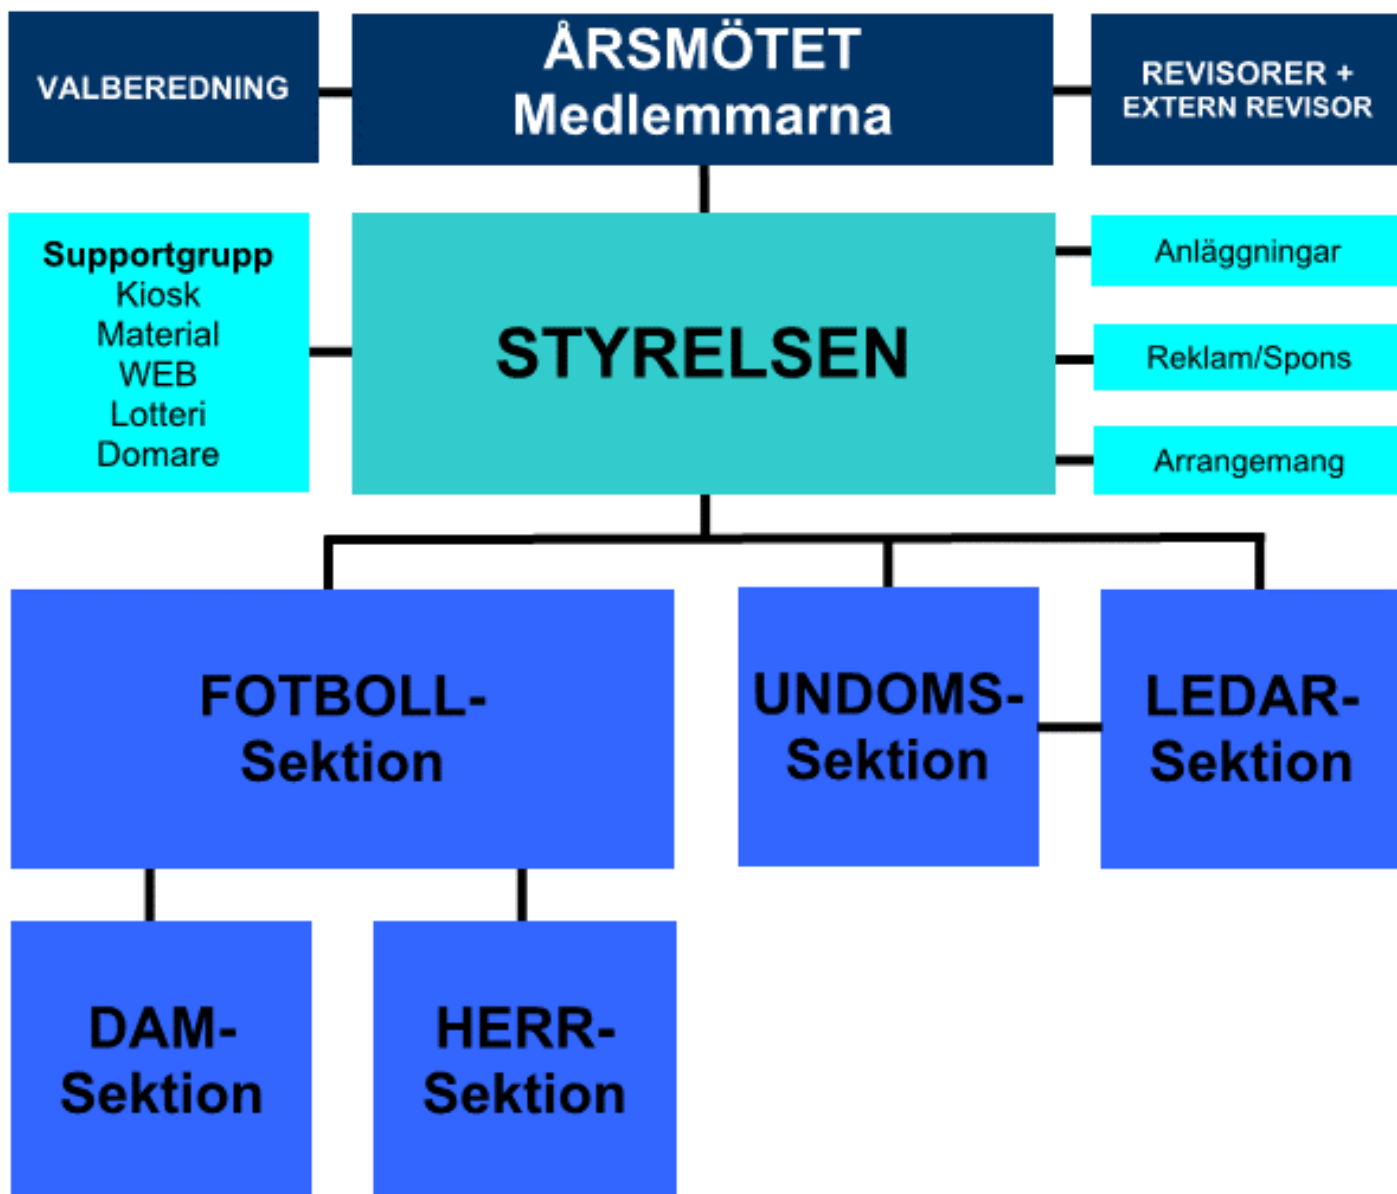 VALBEREDNING
ÅRSMÖTET
Medlemmarna
REVISORER +
EXTERN REVISOR
Supportgrupp
Kiosk
Material
WEB
Lotteri
Domare
STYRELSEN
Anläggningar
Reklam/Spons
Arrangemang
FOTBOLL-
Sektion
UNDOMS-
Sektion
LEDAR-
Sektion
DAM-
Sektion
HERR-
Sektion